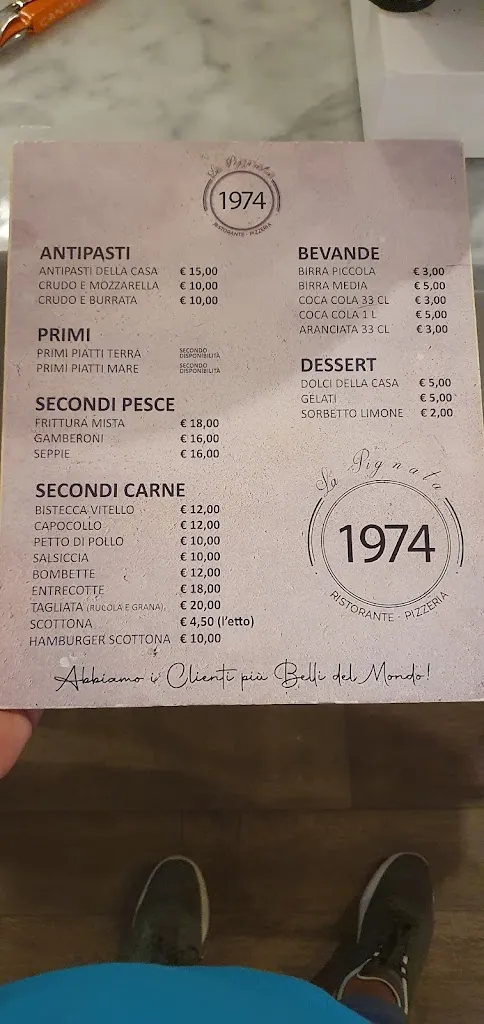 La Pignata
1974
RISTORANTE - PIZZERIA
ANTIPASTI
ANTIPASTI DELLA CASA € 15,00
CRUDO E MOZZARELLA € 10,00
CRUDO E BURRATA € 10,00
PRIMI
PRIMI PIATTI TERRA SECONDO DISPONIBILITÀ
PRIMI PIATTI MARE SECONDO DISPONIBILITÀ
SECONDI PESCE
FRITTURA MISTA € 18,00
GAMBERONI € 16,00
SEPPIE € 16,00
SECONDI CARNE
BISTECCA VITELLO € 12,00
CAPOCOLLO € 12,00
PETTO DI POLLO € 10,00
SALSICCIA € 10,00
BOMBETTE € 12,00
ENTRECOTTE € 18,00
TAGLIATA (RUCOLA E GRANA) € 20,00
SCOTTONA € 4,50 (l'etto)
HAMBURGER SCOTTONA € 10,00
BEVANDE
BIRRA PICCOLA € 3,00
BIRRA MEDIA € 5,00
COCA COLA 33 CL € 3,00
COCA COLA 1 L € 5,00
ARANCIATA 33 CL € 3,00
DESSERT
DOLCI DELLA CASA € 5,00
GELATI € 5,00
SORBETTO LIMONE € 2,00
La Pignata
1974
RISTORANTE - PIZZERIA
Abbiamo i Clienti più Belli del Mondo!